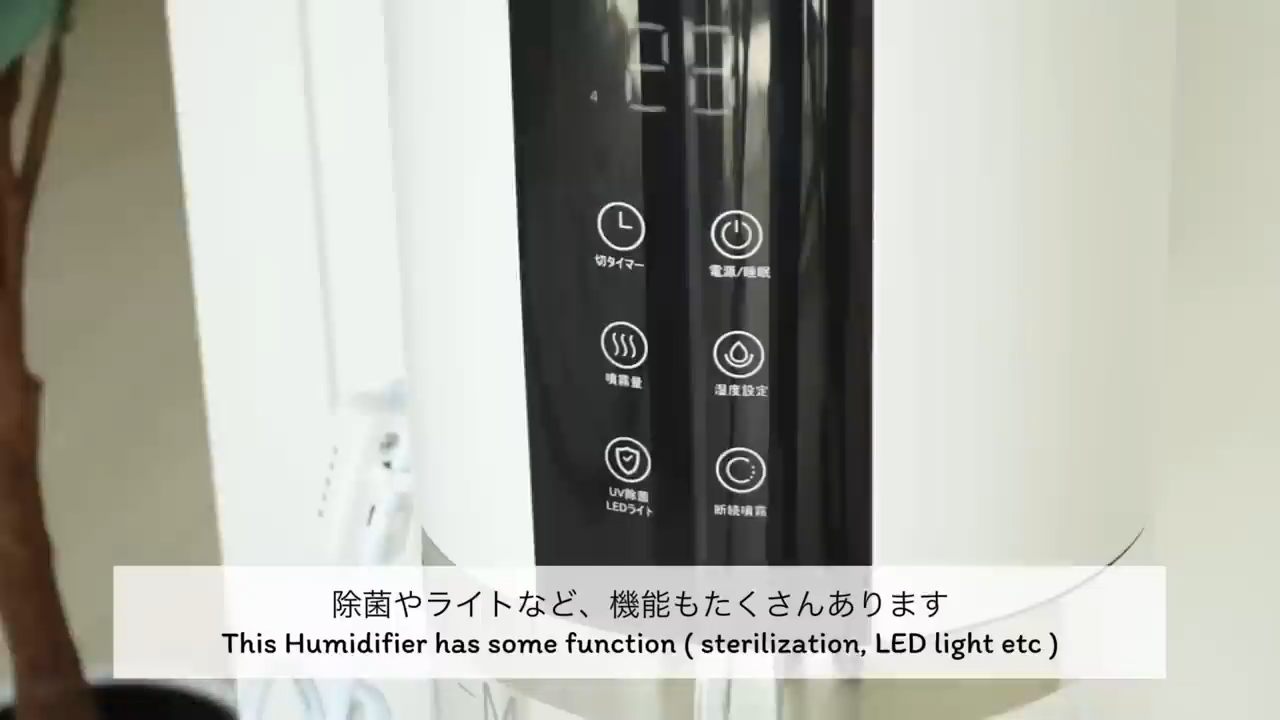 28
4
切タイマー
電源/睡眠
噴霧量
湿度設定
UV除菌
LEDライト
断続噴霧
除菌やライトなど、機能もたくさんあります
This Humidifier has some function ( sterilization, LED light etc )